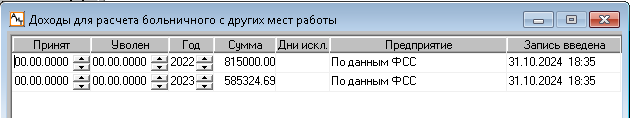 Доходы для расчета больничного с других мест работы
Принят Уволен Год Сумма Дни искл. Предприятие Запись введена
00.00.0000 00.00.0000 2022 815000.00 По данным ФСС 31.10.2024 18:35
00.00.0000 00.00.0000 2023 585324.69 По данным ФСС 31.10.2024 18:35